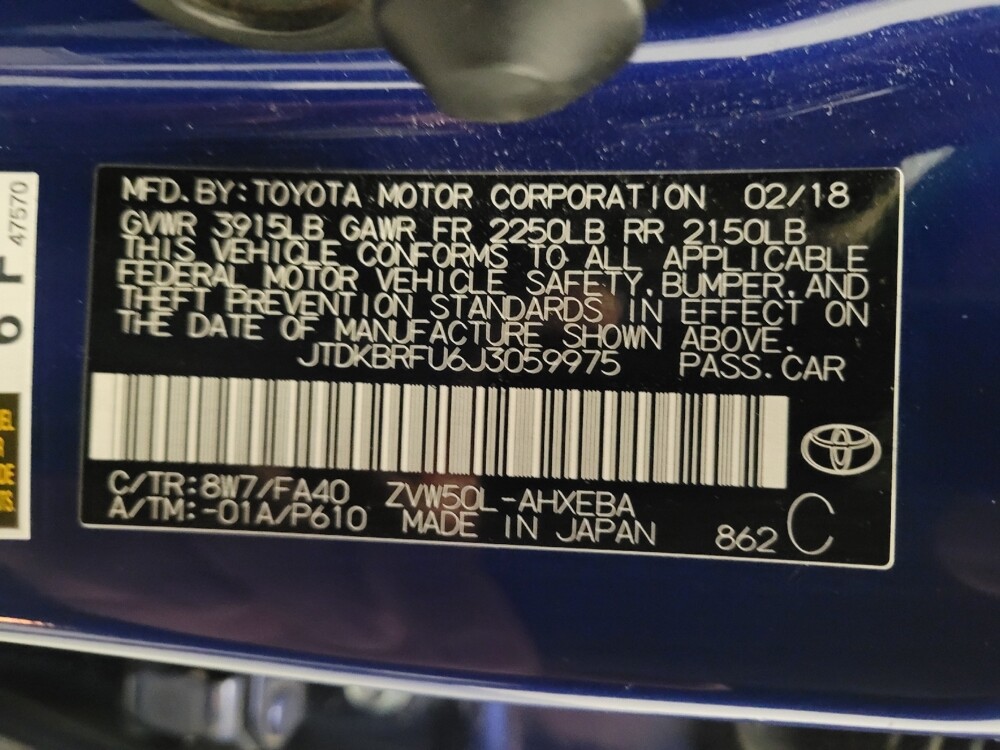 MFD.BY:TOYOTA MOTOR CORPORATION 02/18
GVWR 3915LB GAWR FR 2250LB RR 2150LB
THIS VEHICLE CONFORMS TO ALL APPLICABLE
FEDERAL MOTOR VEHICLE SAFETY,BUMPER,AND
THEFT PREVENTION STANDARDS IN EFFECT ON
THE DATE OF MANUFACTURE SHOWN ABOVE.
JTDKBRFU6J3059975 PASS.CAR
C/TR:8W7/FA40 ZVW50L-AHXEBA
A/TM:-01A/P610 MADE IN JAPAN 862 C
47570